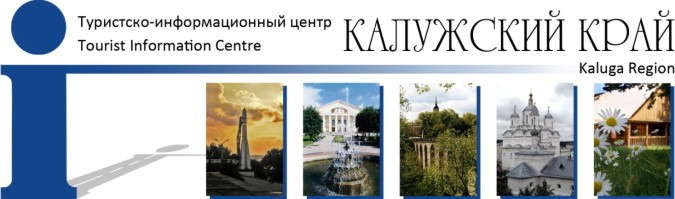 Туристско-информационный центр
Tourist Information Centre
КАЛУЖСКИЙ КРАЙ
Kaluga Region